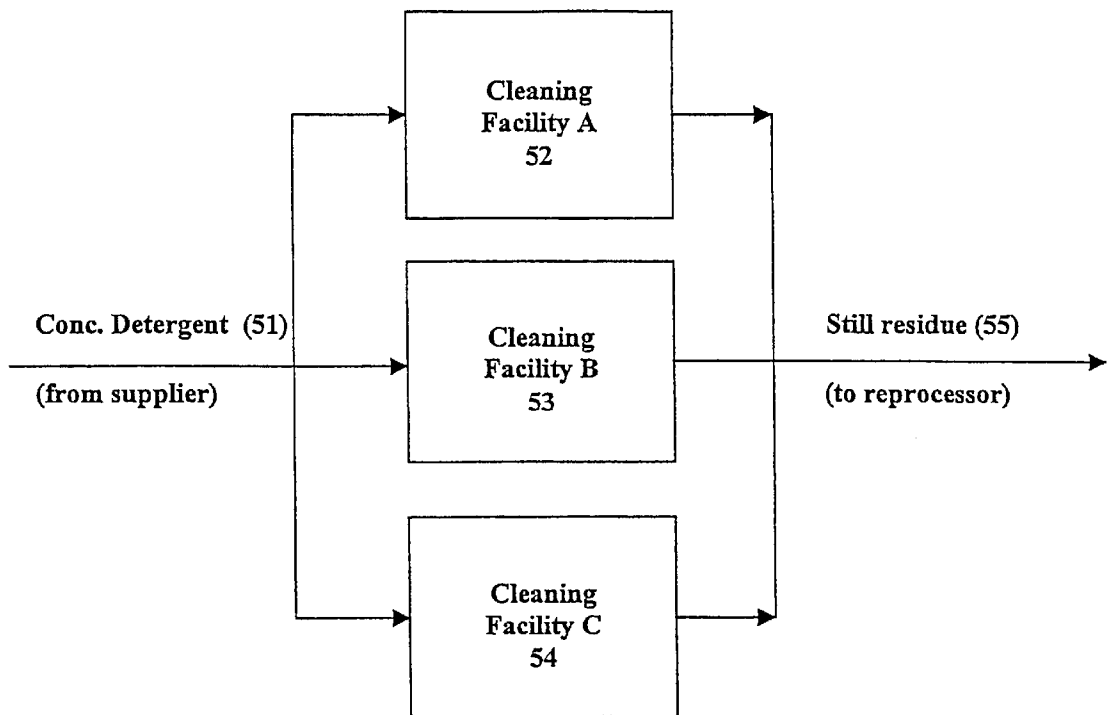 Cleaning
Facility A
52
Conc. Detergent (51)
(from supplier)
Cleaning
Facility B
53
Still residue (55)
(to reprocessor)
Cleaning
Facility C
54